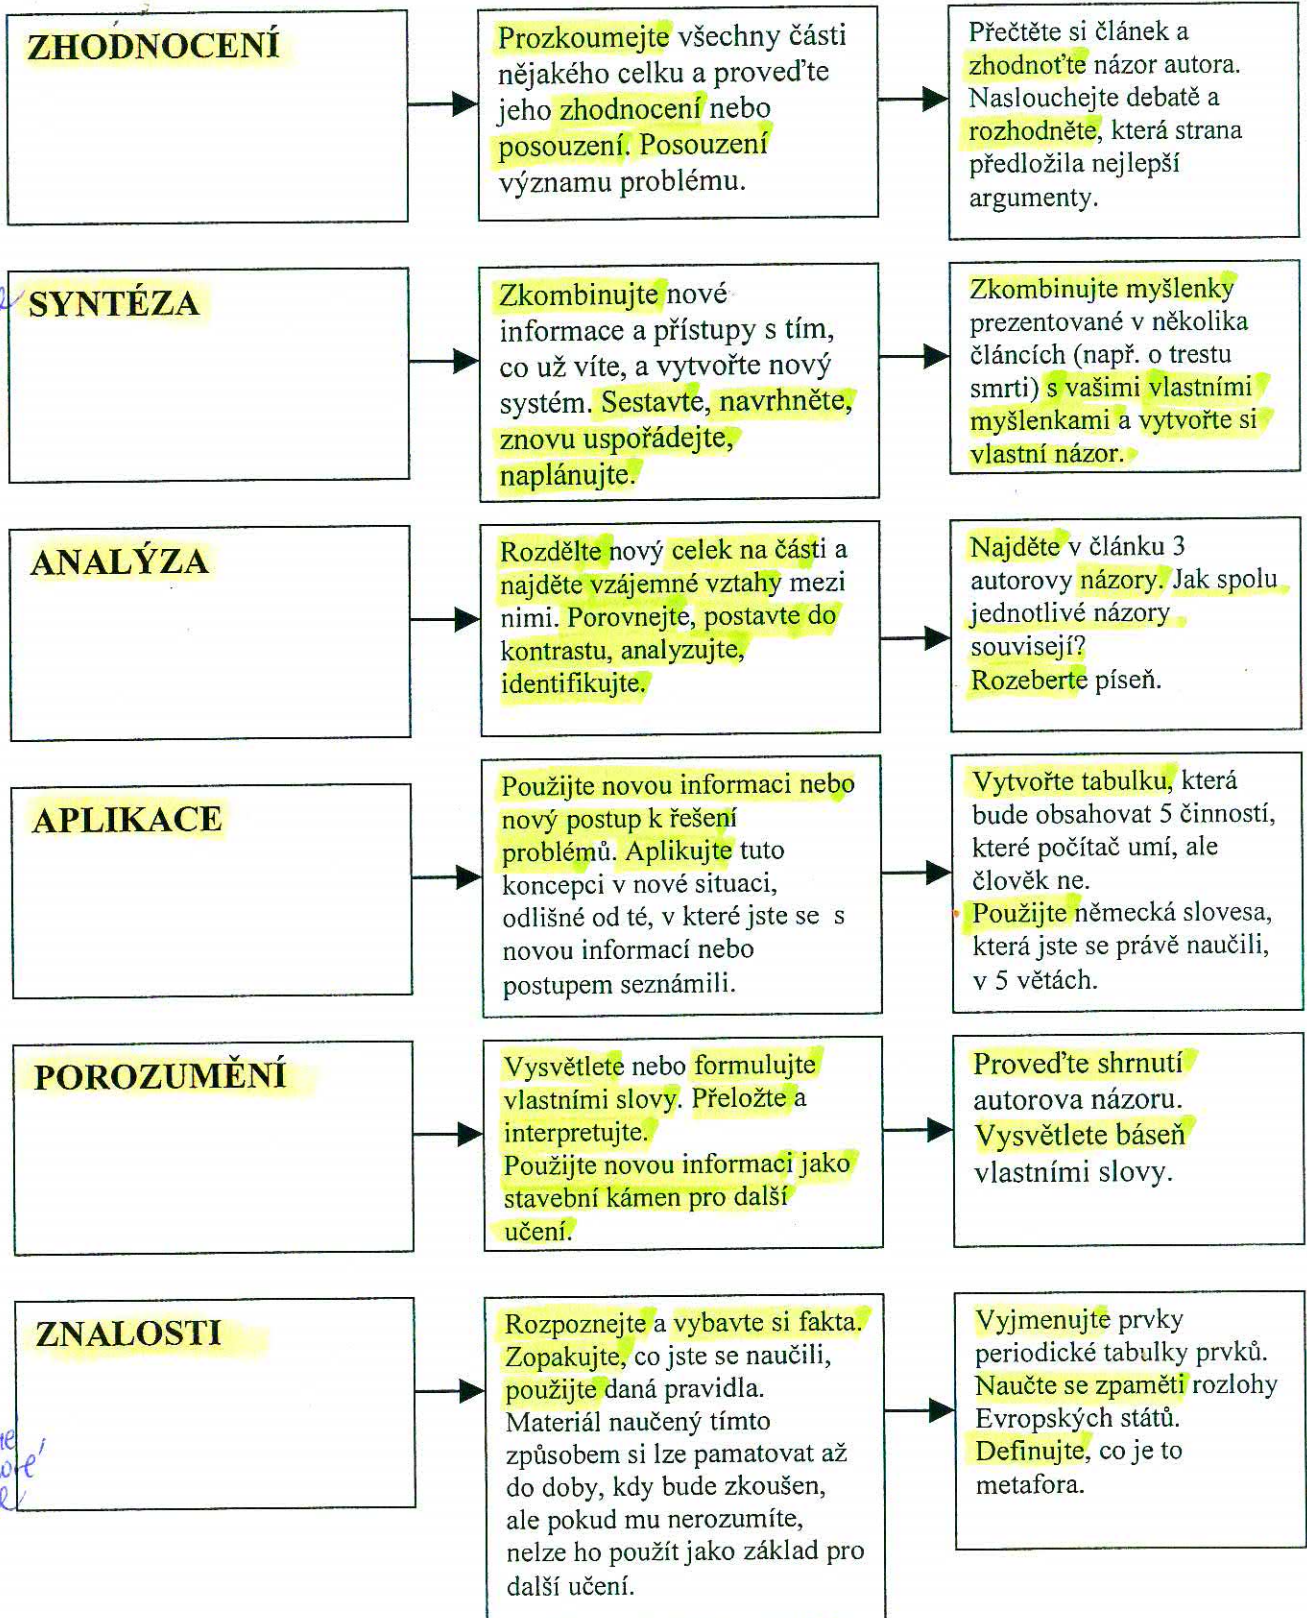 ZHODNOCENÍ
Prozkoumejte všechny části
nějakého celku a proveďte
jeho zhodnocení nebo
posouzení. Posouzení
významu problému.
Přečtěte si článek a
zhodnoťte názor autora.
Naslouchejte debatě a
rozhodněte, která strana
předložila nejlepší
argumenty.
SYNTÉZA
Zkombinujte nové
informace a přístupy s tím,
co už víte, a vytvořte nový
systém. Sestavte, navrhněte,
znovu uspořádejte,
naplánujte.
Zkombinujte myšlenky
prezentované v několika
článcích (např. o trestu
smrti) s vašimi vlastními
myšlenkami a vytvořte si
vlastní názor.
ANALÝZA
Rozdělte nový celek na části a
najděte vzájemné vztahy mezi
nimi. Porovnejte, postavte do
kontrastu, analyzujte,
identifikujte.
Najděte v článku 3
autorovy názory. Jak spolu
jednotlivé názory
souvisejí?
Rozeberte píseň.
APLIKACE
Použijte novou informaci nebo
nový postup k řešení
problémů. Aplikujte tuto
koncepci v nové situaci,
odlišné od té, v které jste se s
novou informací nebo
postupem seznámili.
Vytvořte tabulku, která
bude obsahovat 5 činností,
které počítač umí, ale
člověk ne.
Použijte německá slovesa,
která jste se právě naučili,
v 5 větách.
POROZUMĚNÍ
Vysvětlete nebo formulujte
vlastními slovy. Přeložte a
interpretujte.
Použijte novou informaci jako
stavební kámen pro další
učení.
Proveďte shrnutí
autorova názoru.
Vysvětlete báseň
vlastními slovy.
ZNALOSTI
Rozpoznejte a vybavte si fakta.
Zopakujte, co jste se naučili,
použijte daná pravidla.
Materiál naučený tímto
způsobem si lze pamatovat až
do doby, kdy bude zkoušen,
ale pokud mu nerozumíte,
nelze ho použít jako základ pro
další učení.
Vyjmenujte prvky
periodické tabulky prvků.
Naučte se zpaměti rozlohy
Evropských států.
Definujte, co je to
metafora.